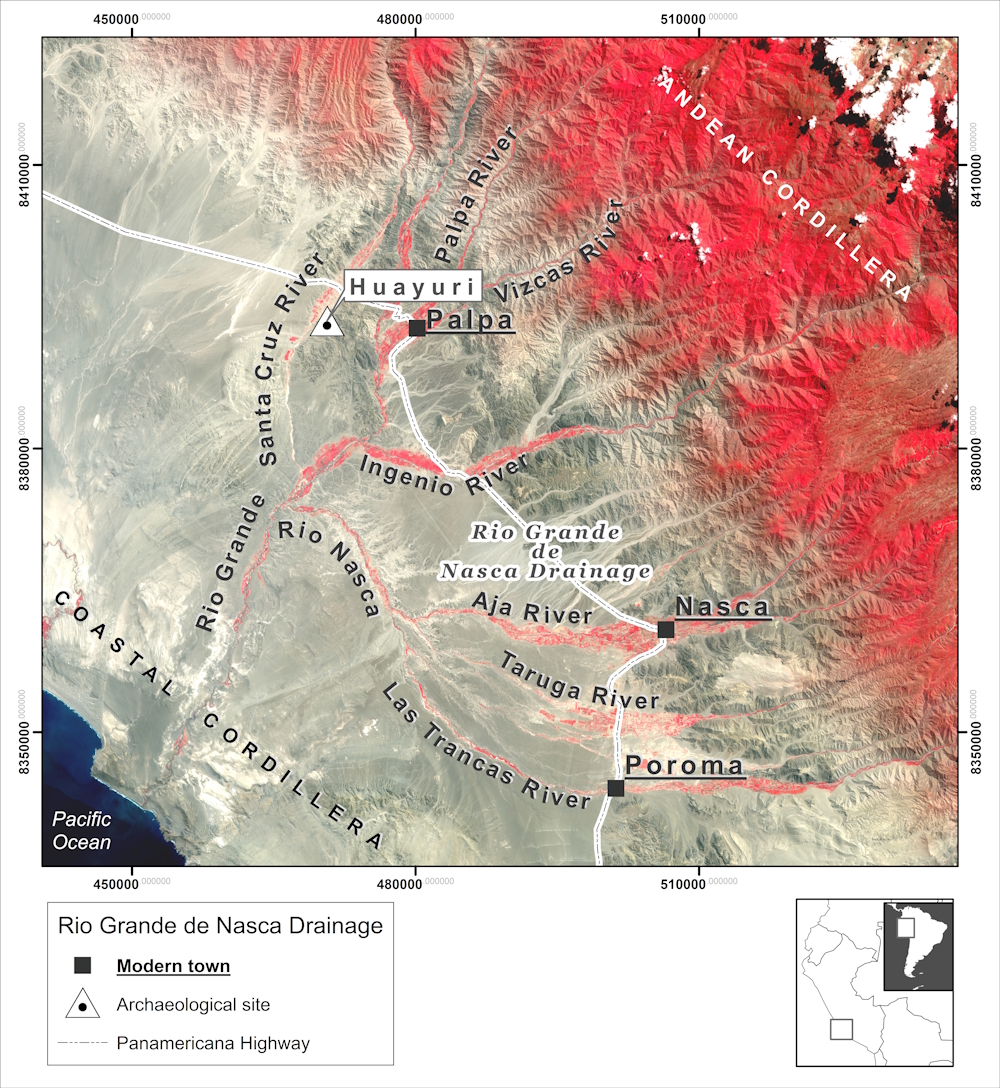 450000.000000
480000.000000
510000.000000
8410000.000000
8410000.000000
ANDEAN CORDILLERA
Palpa River
Vizcas River
Santa Cruz River
Huayuri
Palpa
8380000.000000
8380000.000000
Ingenio River
Rio Grande
Rio Nasca
Rio Grande
de
Nasca Drainage
Aja River
Nasca
COASTAL CORDILLERA
Taruga River
Las Trancas River
8350000.000000
8350000.000000
Poroma
Pacific
Ocean
450000.000000
480000.000000
510000.000000
Rio Grande de Nasca Drainage
Modern town
Archaeological site
Panamericana Highway